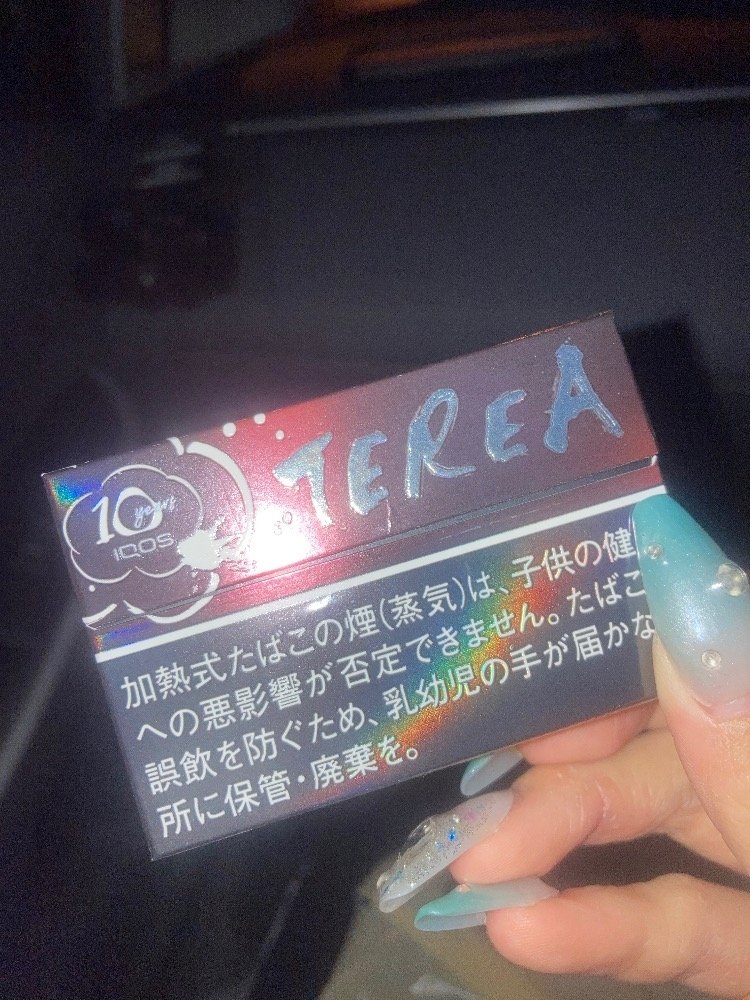 TEREA
10 years
IQOS
加熱式たばこの煙(蒸気)は、子供の健
への悪影響が否定できません。たばこ
誤飲を防ぐため、乳幼児の手が届かな
所に保管・廃棄を。